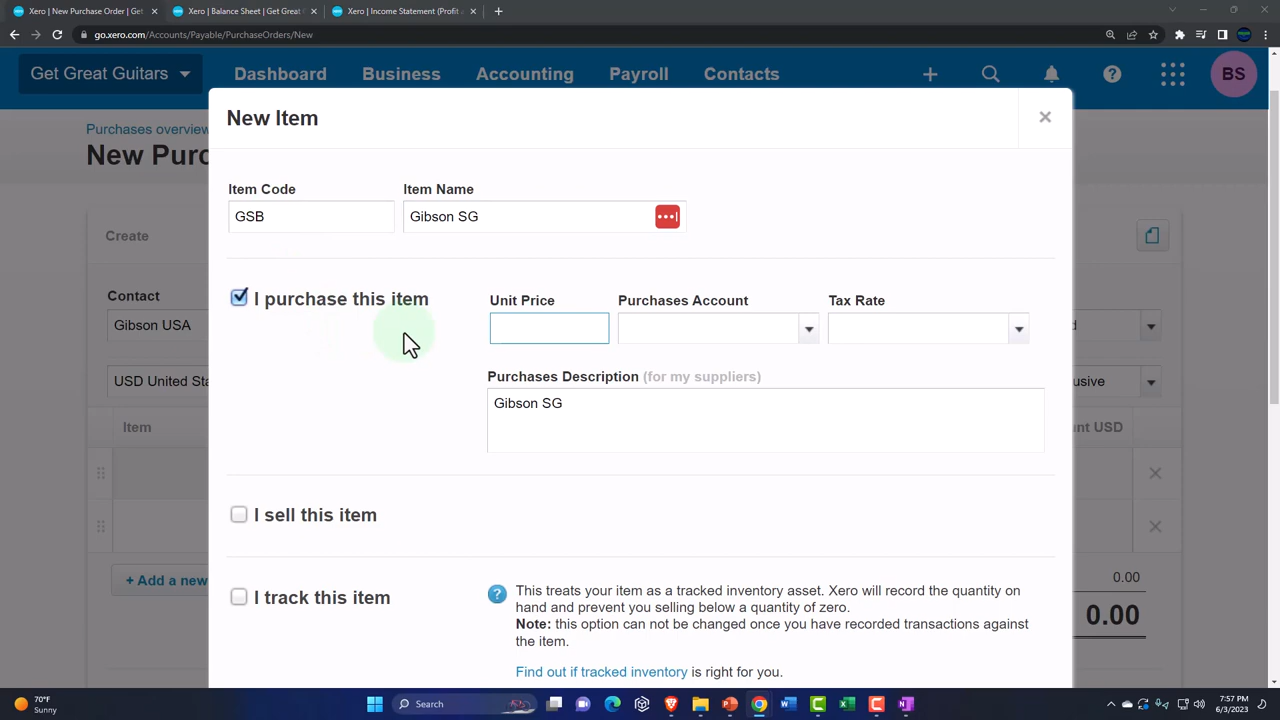 Xero | New Purchase Order | Get
Xero | Balance Sheet | Get Great G
Xero | Income Statement (Profit a
go.xero.com/Accounts/Payable/PurchaseOrders/New
Get Great Guitars
Dashboard
Business
Accounting
Payroll
Contacts
BS
Purchases overview
New Purc
New Item
Item Code
Item Name
GSB
Gibson SG
Create
Contact
Gibson USA
USD United Sta
I purchase this item
Unit Price
Purchases Account
Tax Rate
Purchases Description (for my suppliers)
Gibson SG
Item
I sell this item
+ Add a new
I track this item
This treats your item as a tracked inventory asset. Xero will record the quantity on
hand and prevent you selling below a quantity of zero.
Note: this option can not be changed once you have recorded transactions against
the item.
Find out if tracked inventory is right for you.
unt USD
0.00
0.00
70°F
Sunny
Search
7:57 PM
6/3/2023